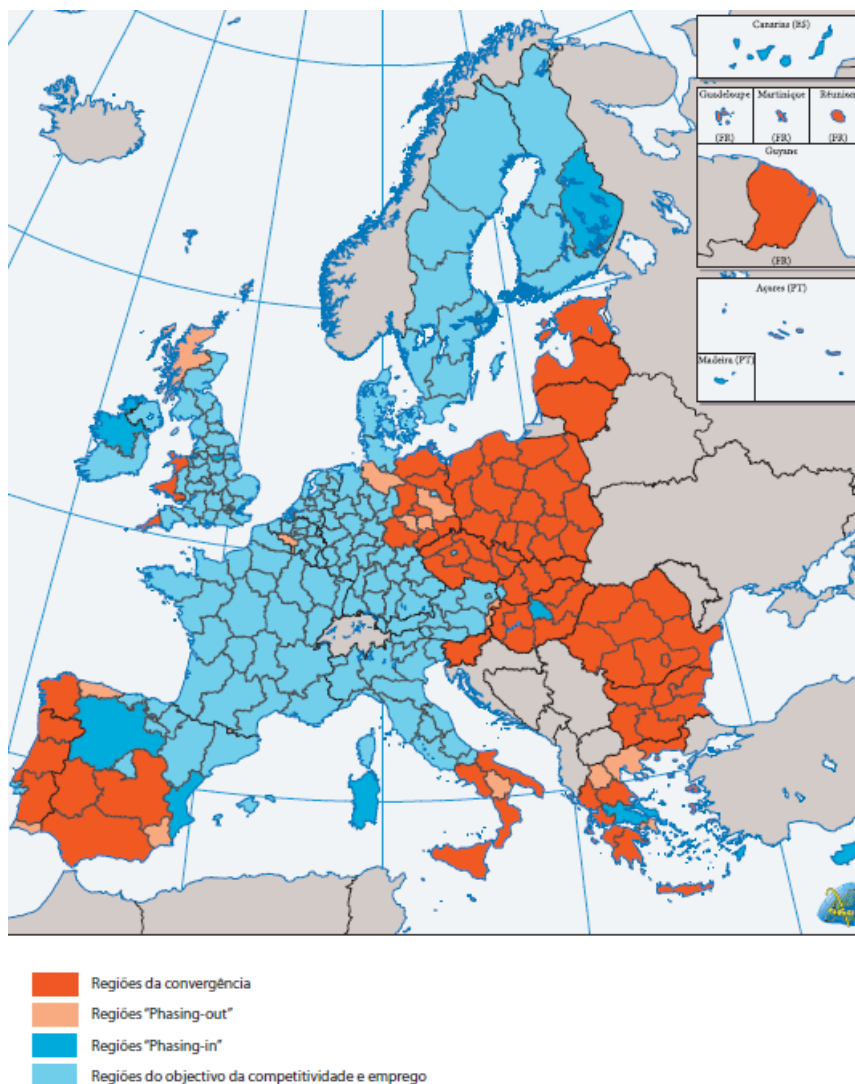 Canarias (ES)
Guadeloupe
Martinique
Réunion
(FR)
(FR)
(FR)
Guyane
(FR)
Açores (PT)
Madeira (PT)
Regiões da convergência
Regiões "Phasing-out"
Regiões "Phasing-in"
Regiões do objectivo da competitividade e emprego